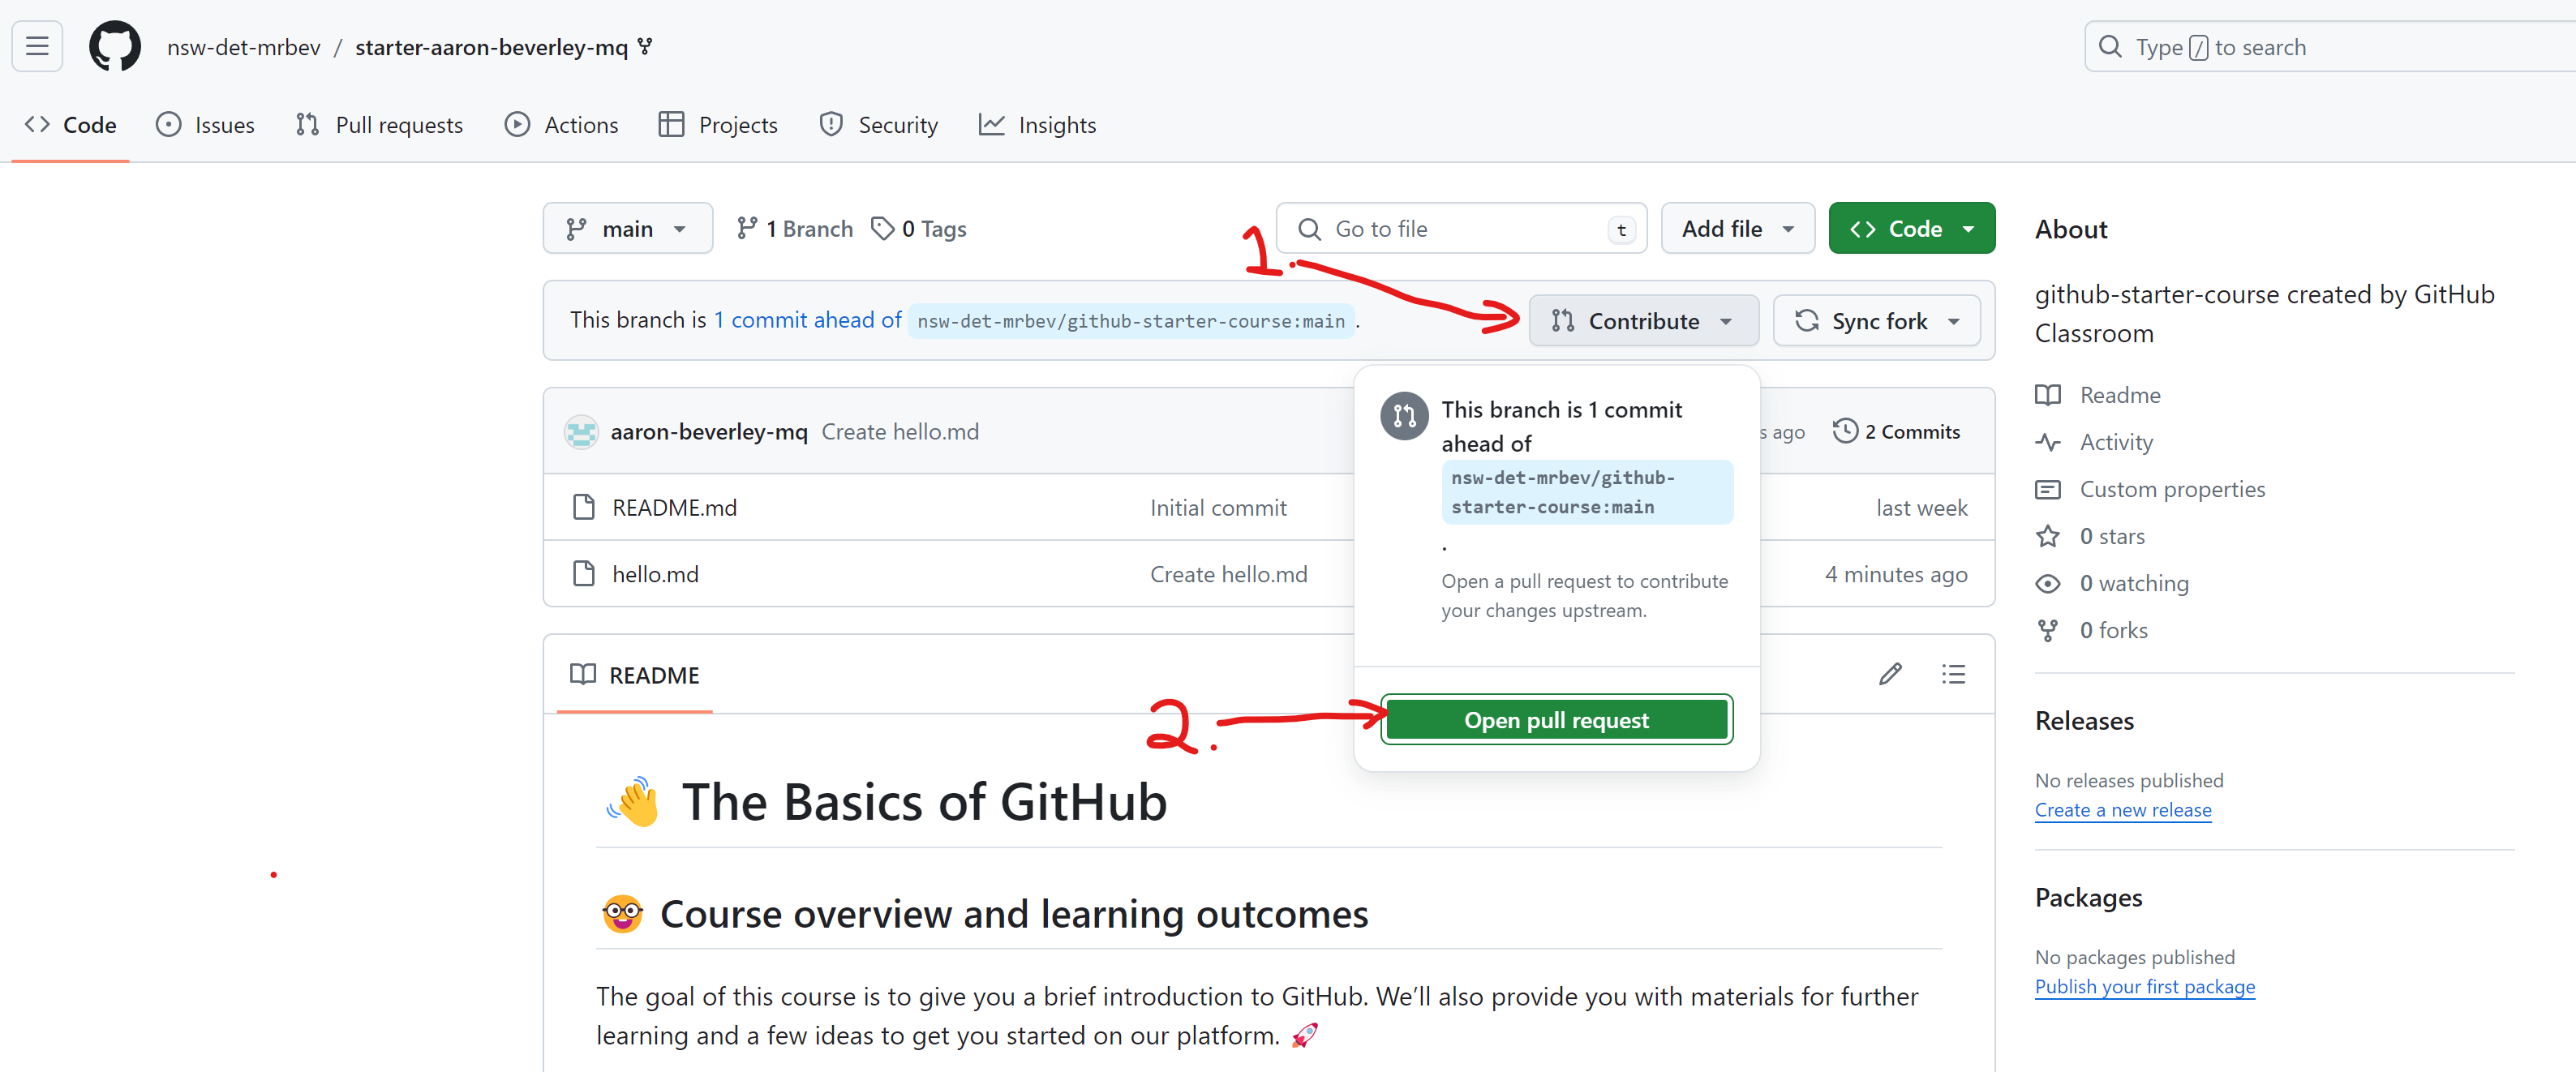 nsw-det-mrbev / starter-aaron-beverley-mq
Type / to search
Code Issues Pull requests Actions Projects Security Insights
main 1 Branch 0 Tags
Go to file t
Add file
Code
1.
This branch is 1 commit ahead of nsw-det-mrbev/github-starter-course:main .
Contribute
Sync fork
This branch is 1 commit
ahead of
nsw-det-mrbev/github-
starter-course:main
.
Open a pull request to contribute
your changes upstream.
2.
Open pull request
aaron-beverley-mq Create hello.md
s ago 2 Commits
README.md Initial commit last week
hello.md Create hello.md 4 minutes ago
README
👋 The Basics of GitHub
🤓 Course overview and learning outcomes
The goal of this course is to give you a brief introduction to GitHub. We’ll also provide you with materials for further
learning and a few ideas to get you started on our platform. 🚀
About
github-starter-course created by GitHub
Classroom
Readme
Activity
Custom properties
0 stars
0 watching
0 forks
Releases
No releases published
Create a new release
Packages
No packages published
Publish your first package